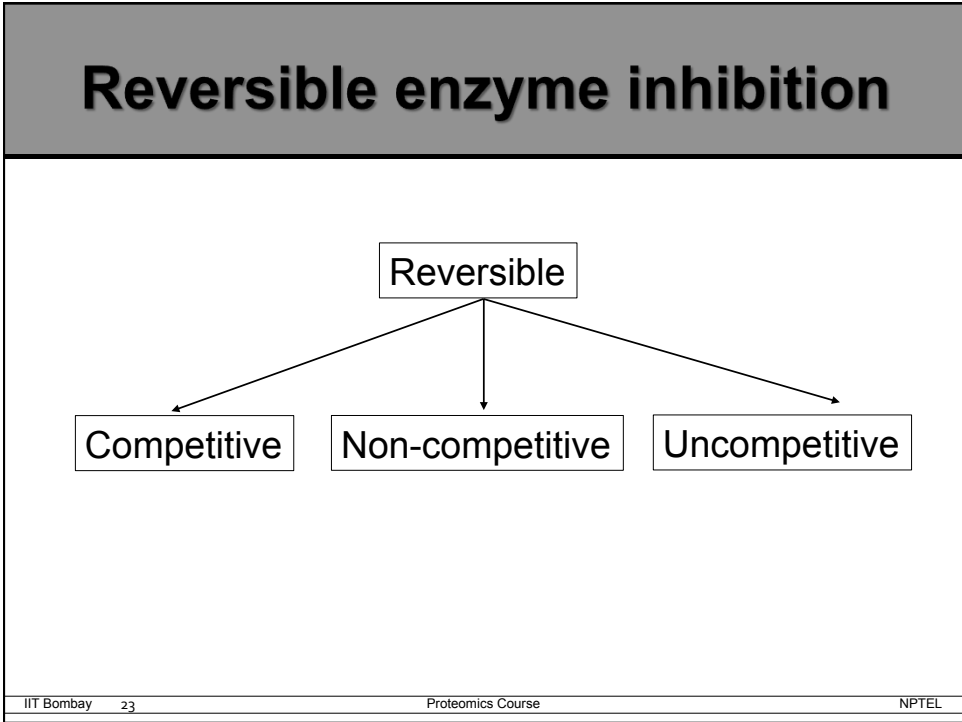 Reversible enzyme inhibition
Reversible
Competitive Non-competitive Uncompetitive
IIT Bombay 23 Proteomics Course NPTEL